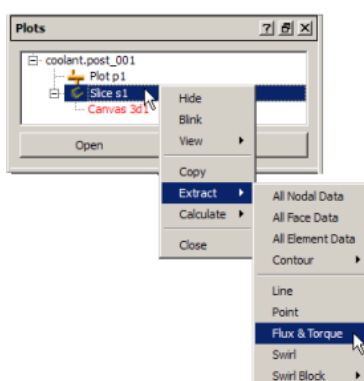 Plots
coolant.post_001
Plot p1
Slice s1
Canvas 3d1
Open
Hide
Blink
View
Copy
Extract
Calculate
Close
All Nodal Data
All Face Data
All Element Data
Contour
Line
Point
Flux & Torque
Swirl
Swirl Block